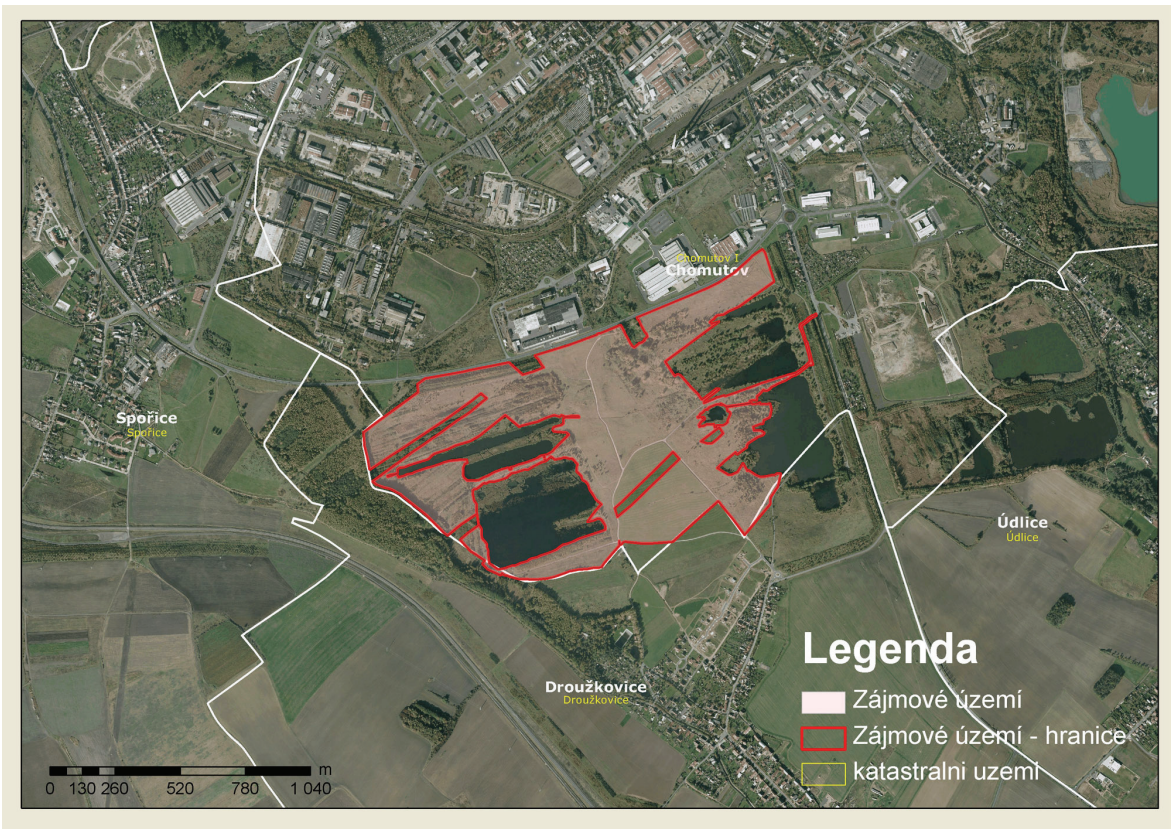 Chomutov I
Chomutov
Spořice
Spořice
Údlice
Údlice
Droužkovice
Droužkovice
Legenda
Zájmové území
Zájmové území - hranice
katastralni uzemí
m
0 130 260 520 780 1 040